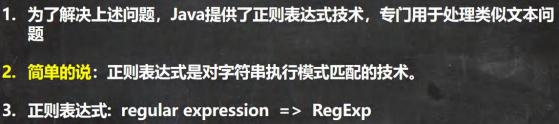 1. 为了解决上述问题，Java提供了正则表达式技术，专门用于处理类似文本问
题
2. 简单的说：正则表达式是对字符串执行模式匹配的技术。
3. 正则表达式: regular expression => RegExp